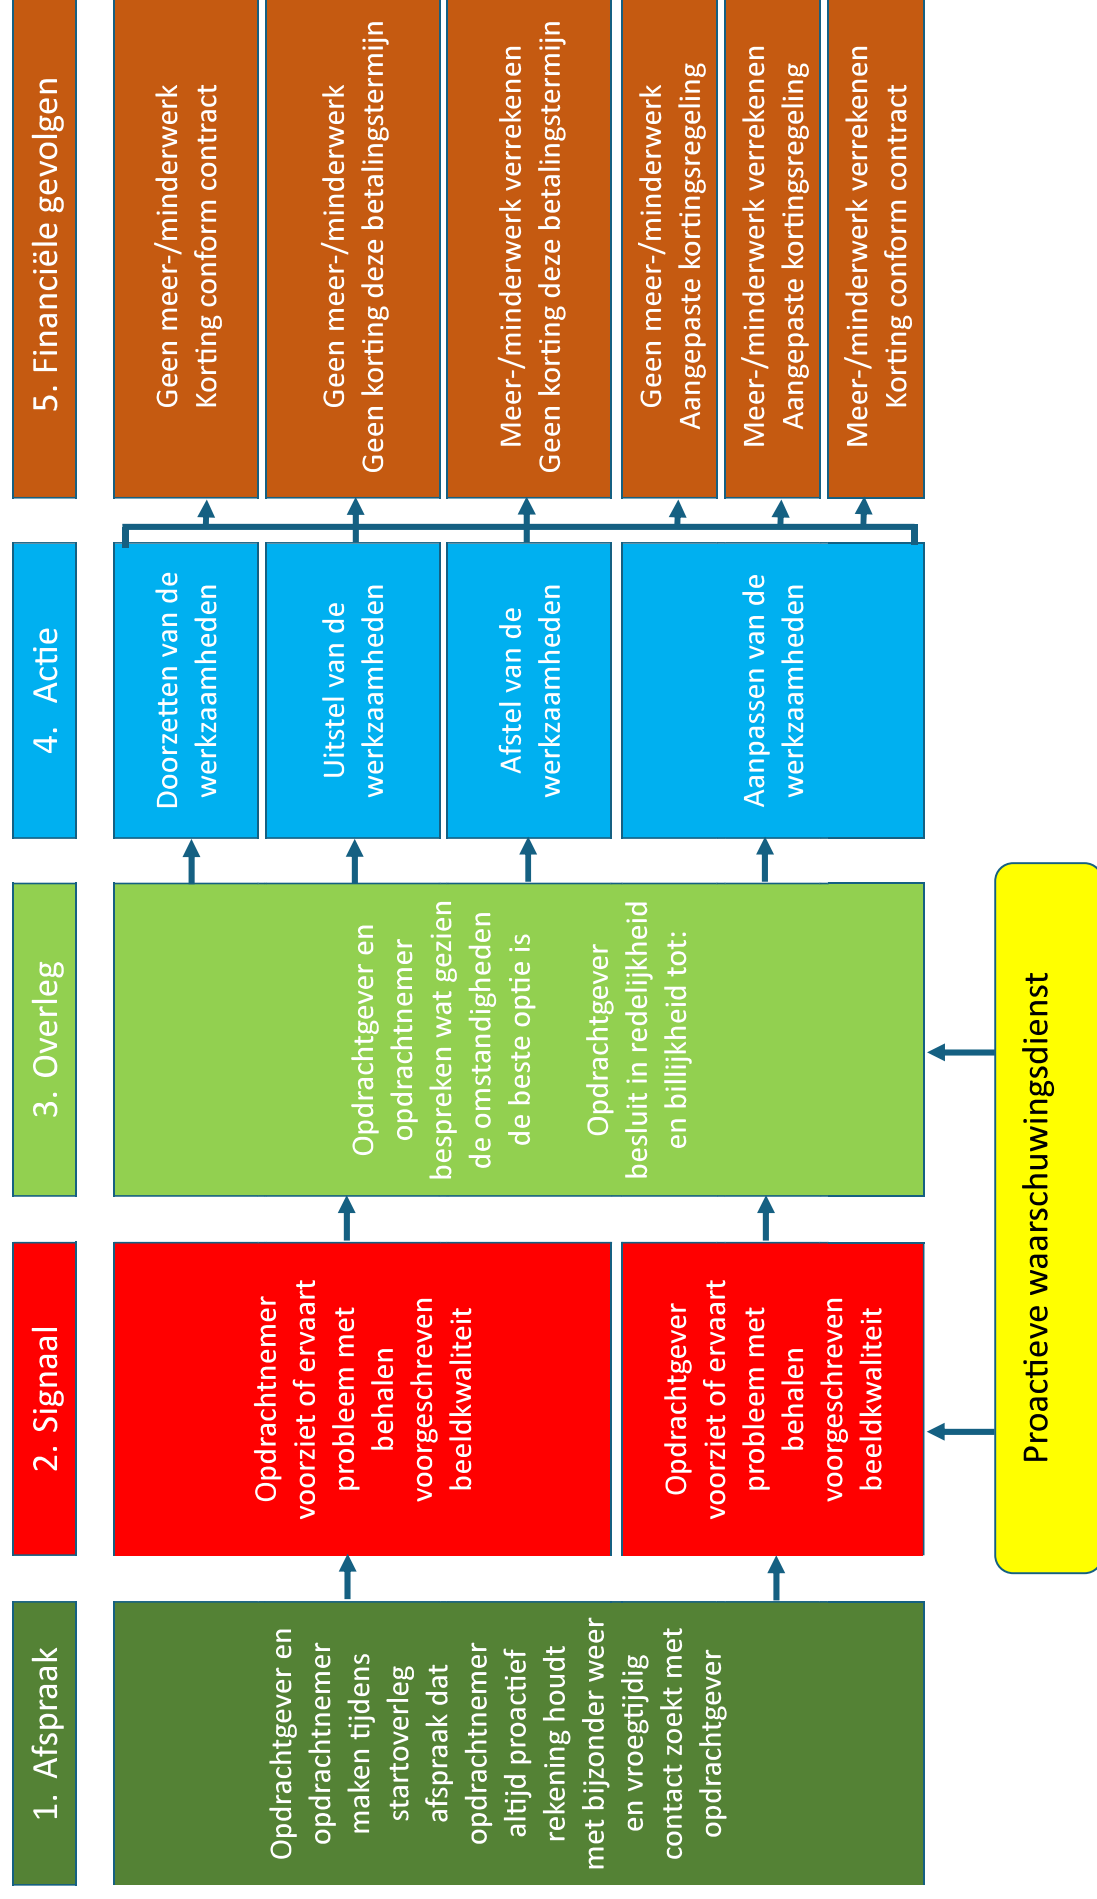 1. Afspraak
Opdrachtgever en
opdrachtnemer
maken tijdens
startoverleg
afspraak dat
opdrachtnemer
altijd proactief
rekening houdt
met bijzonder weer
en vroegtijdig
contact zoekt met
opdrachtgever
2. Signaal
Opdrachtnemer
voorziet of ervaart
probleem met
behalen
voorgeschreven
beeldkwaliteit
Opdrachtgever
voorziet of ervaart
probleem met
behalen
voorgeschreven
beeldkwaliteit
3. Overleg
Opdrachtgever en
opdrachtnemer
bespreken wat gezien
de omstandigheden
de beste optie is
Opdrachtgever
besluit in redelijkheid
en billijkheid tot:
4. Actie
Doorzetten van de
werkzaamheden
Uitstel van de
werkzaamheden
Afstel van de
werkzaamheden
Aanpassen van de
werkzaamheden
5. Financiële gevolgen
Geen meer-/minderwerk
Korting conform contract
Geen meer-/minderwerk
Geen korting deze betalingstermijn
Meer-/minderwerk verrekenen
Geen korting deze betalingstermijn
Geen meer-/minderwerk
Aangepaste kortingsregeling
Meer-/minderwerk verrekenen
Aangepaste kortingsregeling
Meer-/minderwerk verrekenen
Korting conform contract
Proactieve waarschuwingsdienst